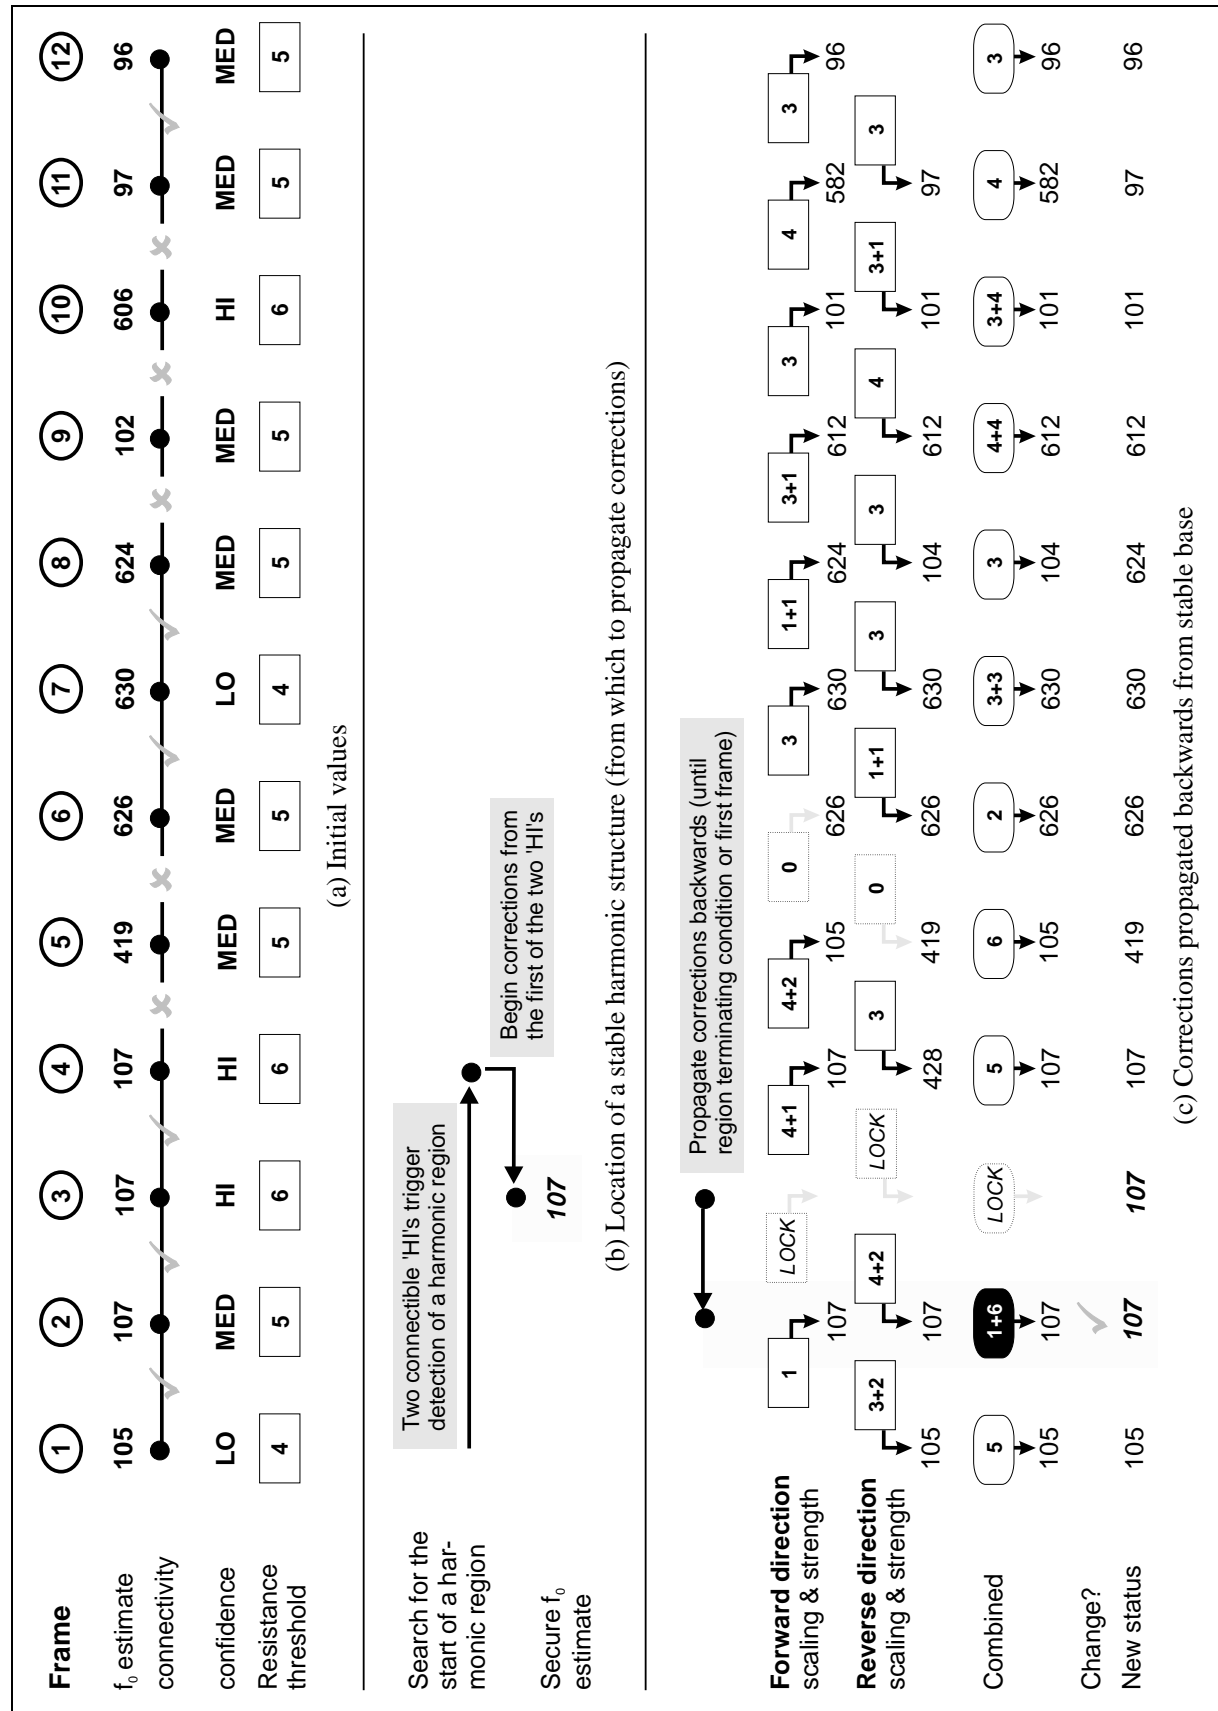 Frame 1 2 3 4 5 6 7 8 9 10 11 12
f0 estimate 105 107 107 107 419 626 630 624 102 606 97 96
connectivity
confidence LO MED HI HI MED MED LO MED MED HI MED MED
Resistance
threshold 4 5 6 6 5 5 4 5 5 6 5 5
(a) Initial values
Search for the
start of a har-
monic region
Two connectible 'HI's trigger
detection of a harmonic region
Begin corrections from
the first of the two 'HI's
Secure f0
estimate
107
(b) Location of a stable harmonic structure (from which to propagate corrections)
Propagate corrections backwards (until
region terminating condition or first frame)
Forward direction 1 LOCK 4+1 4+2 0 3 1+1 3+1 3 4 3
scaling & strength 107 107 105 626 630 624 612 101 582 96
Reverse direction 3+2 4+2 LOCK 3 0 1+1 3 3 4 3+1 3
scaling & strength 105 107 428 419 626 630 104 612 101 97
Combined 5 1+6 LOCK 5 6 2 3+3 3 4+4 3+4 4 3
105 107 107 105 626 630 104 612 101 582 96
Change?
New status 105 107 107 107 419 626 630 624 612 101 97 96
(c) Corrections propagated backwards from stable base